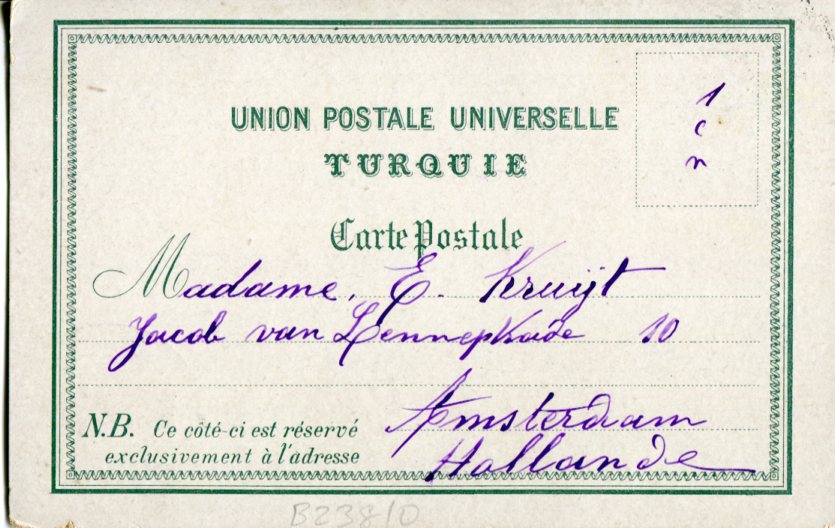 UNION POSTALE UNIVERSELLE
TURQUIE
Carte Postale
Madame, E. Kruijt
Jacob van Lennepkade 10
Amsterdam
Hollande
N.B. Ce côté-ci est réservé
exclusivement à l'adresse
B23810